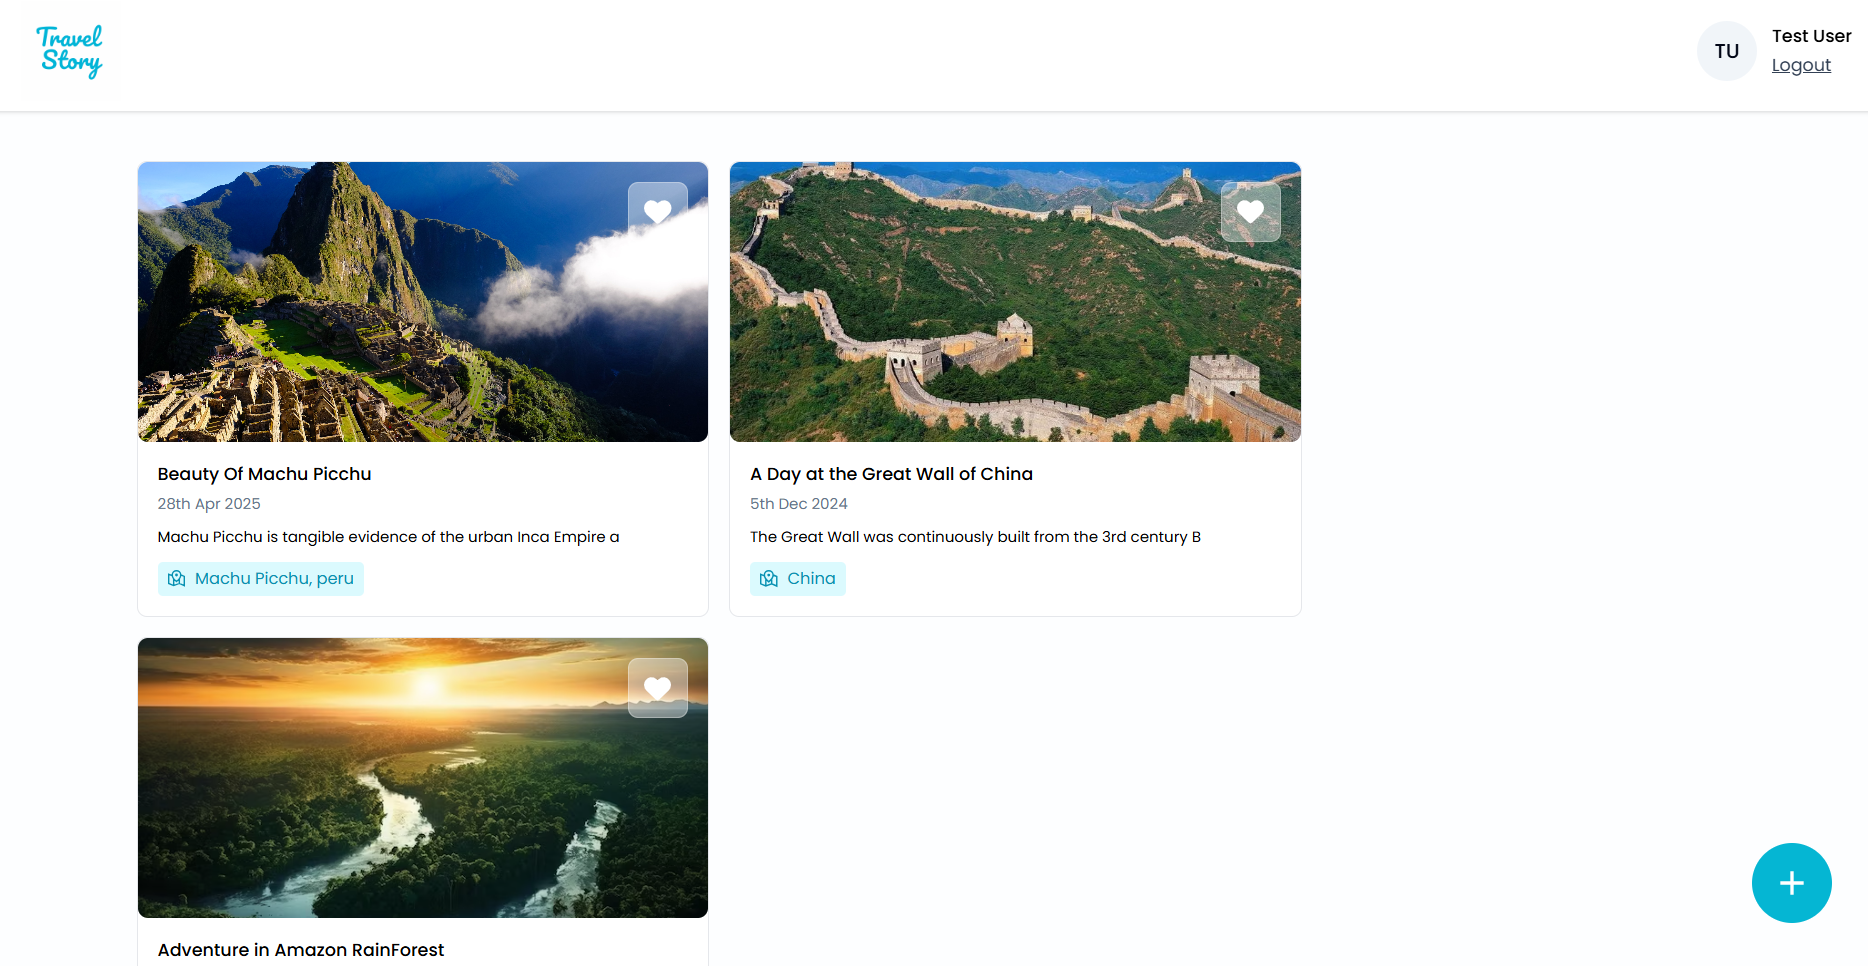 Travel
Story
TU
Test User
Logout
Beauty Of Machu Picchu
28th Apr 2025
Machu Picchu is tangible evidence of the urban Inca Empire a
Machu Picchu, peru
A Day at the Great Wall of China
5th Dec 2024
The Great Wall was continuously built from the 3rd century B
China
Adventure in Amazon RainForest